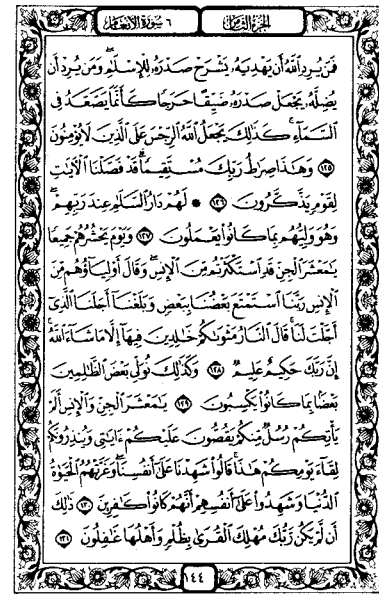 الجزء الثامن ٦ سورة الأنعام
فَمَن يُرِدِ ٱللَّهُ أَن يَهْدِيَهُۥ يَشْرَحْ صَدْرَهُۥ لِلْإِسْلَٰمِ ۖ وَمَن يُرِدْ أَن
يُضِلَّهُۥ يَجْعَلْ صَدْرَهُۥ ضَيِّقًا حَرَجًا كَأَنَّمَا يَصَّعَّدُ فِى
ٱلسَّمَآءِ ۚ كَذَٰلِكَ يَجْعَلُ ٱللَّهُ ٱلرِّجْسَ عَلَى ٱلَّذِينَ لَا يُؤْمِنُونَ
١٢٥ وَهَٰذَا صِرَٰطُ رَبِّكَ مُسْتَقِيمًا ۗ قَدْ فَصَّلْنَا ٱلْأٓيَٰتِ
لِقَوْمٍ يَذَّكَّرُونَ ١٢٦ * لَهُمْ دَارُ ٱلسَّلَٰمِ عِندَ رَبِّهِمْ ۖ
وَهُوَ وَلِيُّهُم بِمَا كَانُوا۟ يَعْمَلُونَ ١٢٧ وَيَوْمَ يَحْشُرُهُمْ جَمِيعًا
يَٰمَعْشَرَ ٱلْجِنِّ قَدِ ٱسْتَكْثَرْتُم مِّنَ ٱلْإِنسِ ۖ وَقَالَ أَوْلِيَآؤُهُم مِّنَ
ٱلْإِنسِ رَبَّنَا ٱسْتَمْتَعَ بَعْضُنَا بِبَعْضٍ وَبَلَغْنَآ أَجَلَنَا ٱلَّذِىٓ
أَجَّلْتَ لَنَا ۚ قَالَ ٱلنَّارُ مَثْوَىٰكُمْ خَٰلِدِينَ فِيهَآ إِلَّا مَا شَآءَ ٱللَّهُ ۗ
إِنَّ رَبَّكَ حَكِيمٌ عَلِيمٌ ١٢٨ وَكَذَٰلِكَ نُوَلِّى بَعْضَ ٱلظَّٰلِمِينَ
بَعْضًۢا بِمَا كَانُوا۟ يَكْسِبُونَ ١٢٩ يَٰمَعْشَرَ ٱلْجِنِّ وَٱلْإِنسِ أَلَمْ
يَأْتِكُمْ رُسُلٌ مِّنكُمْ يَقُصُّونَ عَلَيْكُمْ ءَايَٰتِى وَيُنذِرُونَكُمْ
لِقَآءَ يَوْمِكُمْ هَٰذَا ۚ قَالُوا۟ شَهِدْنَا عَلَىٰٓ أَنفُسِنَا ۖ وَغَرَّتْهُمُ ٱلْحَيَوٰةُ
ٱلدُّنْيَا وَشَهِدُوا۟ عَلَىٰٓ أَنفُسِهِمْ أَنَّهُمْ كَانُوا۟ كَٰفِرِينَ ١٣٠ ذَٰلِكَ
أَن لَّمْ يَكُن رَّبُّكَ مُهْلِكَ ٱلْقُرَىٰ بِظُلْمٍ وَأَهْلُهَا غَٰفِلُونَ ١٣١
١٤٤